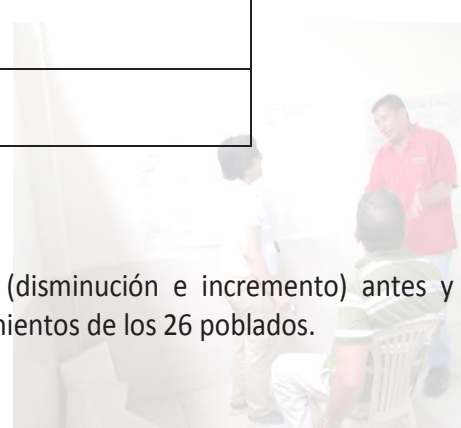 (disminución e incremento) antes y
mientos de los 26 poblados.